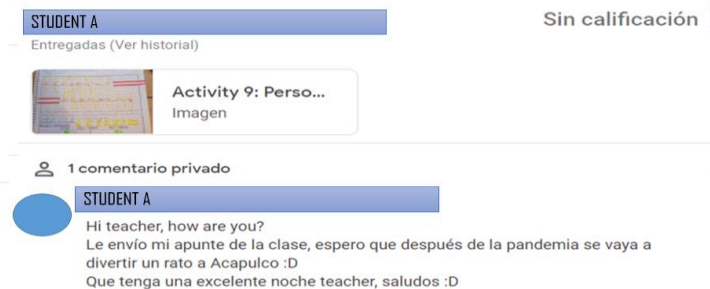 STUDENT A
Sin calificación
Entregadas (Ver historial)
Activity 9: Perso...
Imagen
1 comentario privado
STUDENT A
Hi teacher, how are you?
Le envío mi apunte de la clase, espero que después de la pandemia se vaya a
divertir un rato a Acapulco :D
Que tenga una excelente noche teacher, saludos :D